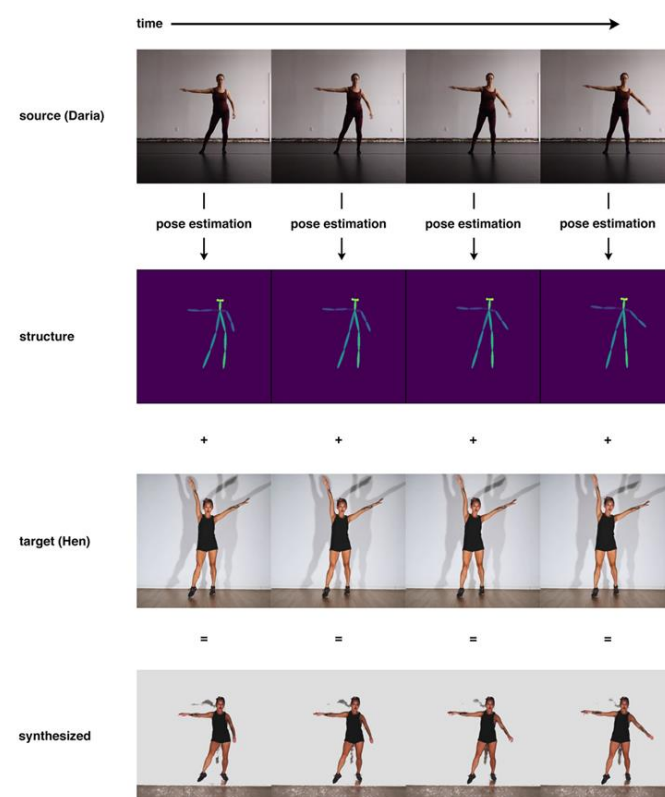 time
source (Daria)
pose estimation pose estimation pose estimation pose estimation
structure
+ + + +
target (Hen)
= = = =
synthesized